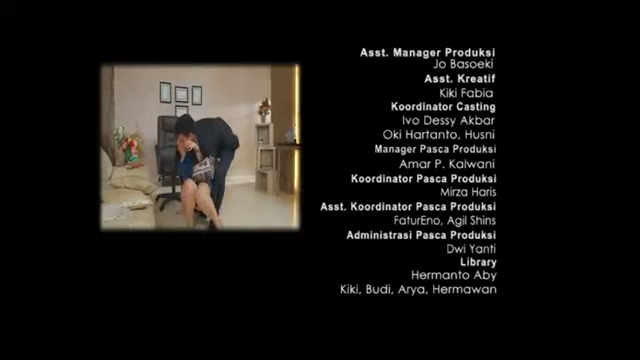 Asst. Manager Produksi
Jo Basoeki
Asst. Kreatif
Kiki Fabia
Koordinator Casting
Ivo Dessy Akbar
Oki Hartanto, Husni
Manager Pasca Produksi
Amar P. Kalwani
Koordinator Pasca Produksi
Mirza Haris
Asst. Koordinator Pasca Produksi
FaturEno, Agil Shins
Administrasi Pasca Produksi
Dwi Yanti
Library
Hermanto Aby
Kiki, Budi, Arya, Hermawan